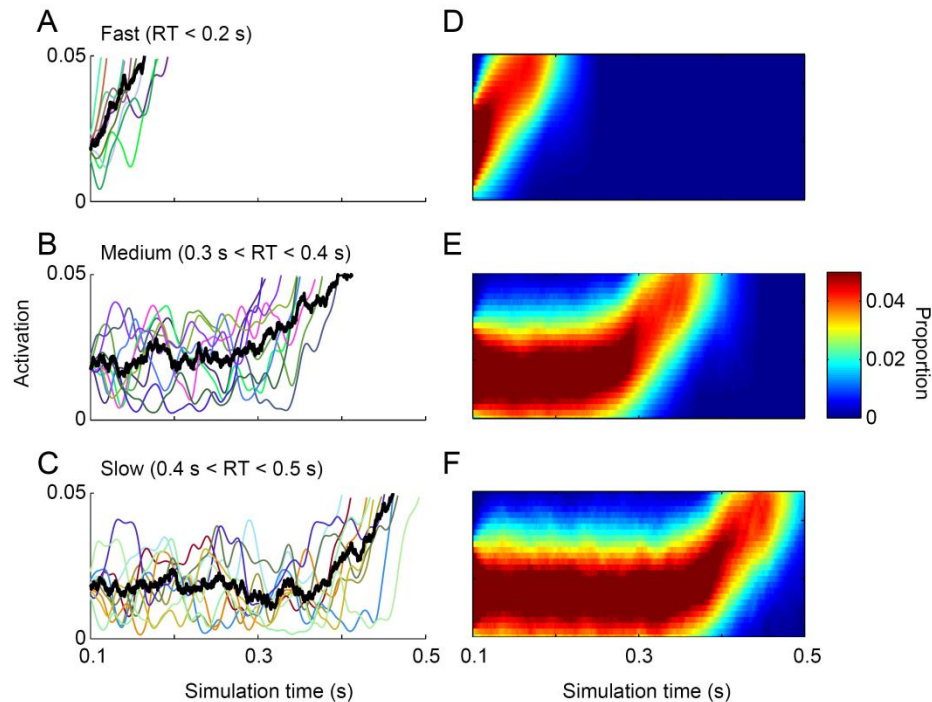 A
Fast (RT < 0.2 s)
0.05
0
D
B
Medium (0.3 s < RT < 0.4 s)
0.05
Activation
0
E
0.04
0.02
0
Proportion
C
Slow (0.4 s < RT < 0.5 s)
0.05
0
0.1 0.3 0.5
Simulation time (s)
F
0.1 0.3 0.5
Simulation time (s)